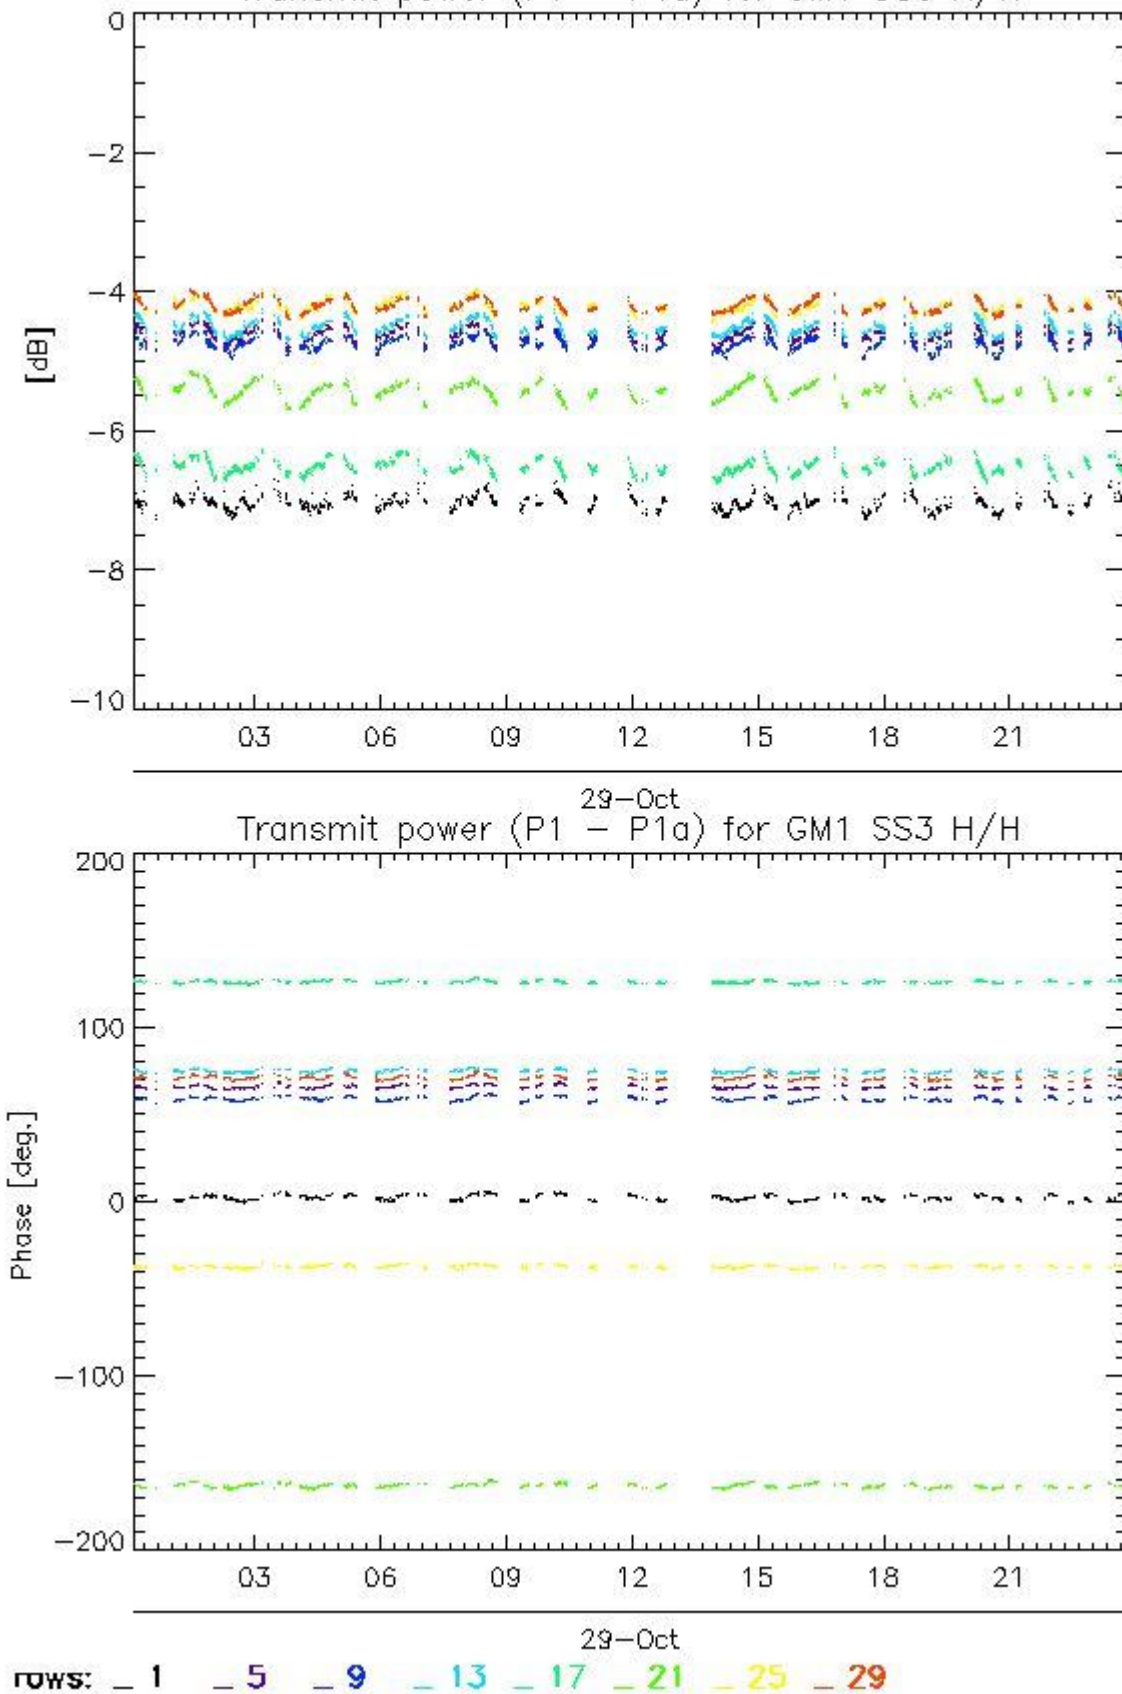 0
-2
-4
[dB]
-6
-8
-10
03 06 09 12 15 18 21
29-Oct
Transmit power (P1 - P1a) for GM1 SS3 H/H
200
100
0
Phase [deg.]
-100
-200
03 06 09 12 15 18 21
29-Oct
rows: _ 1 _ 5 _ 9 _ 13 _ 17 _ 21 _ 25 _ 29